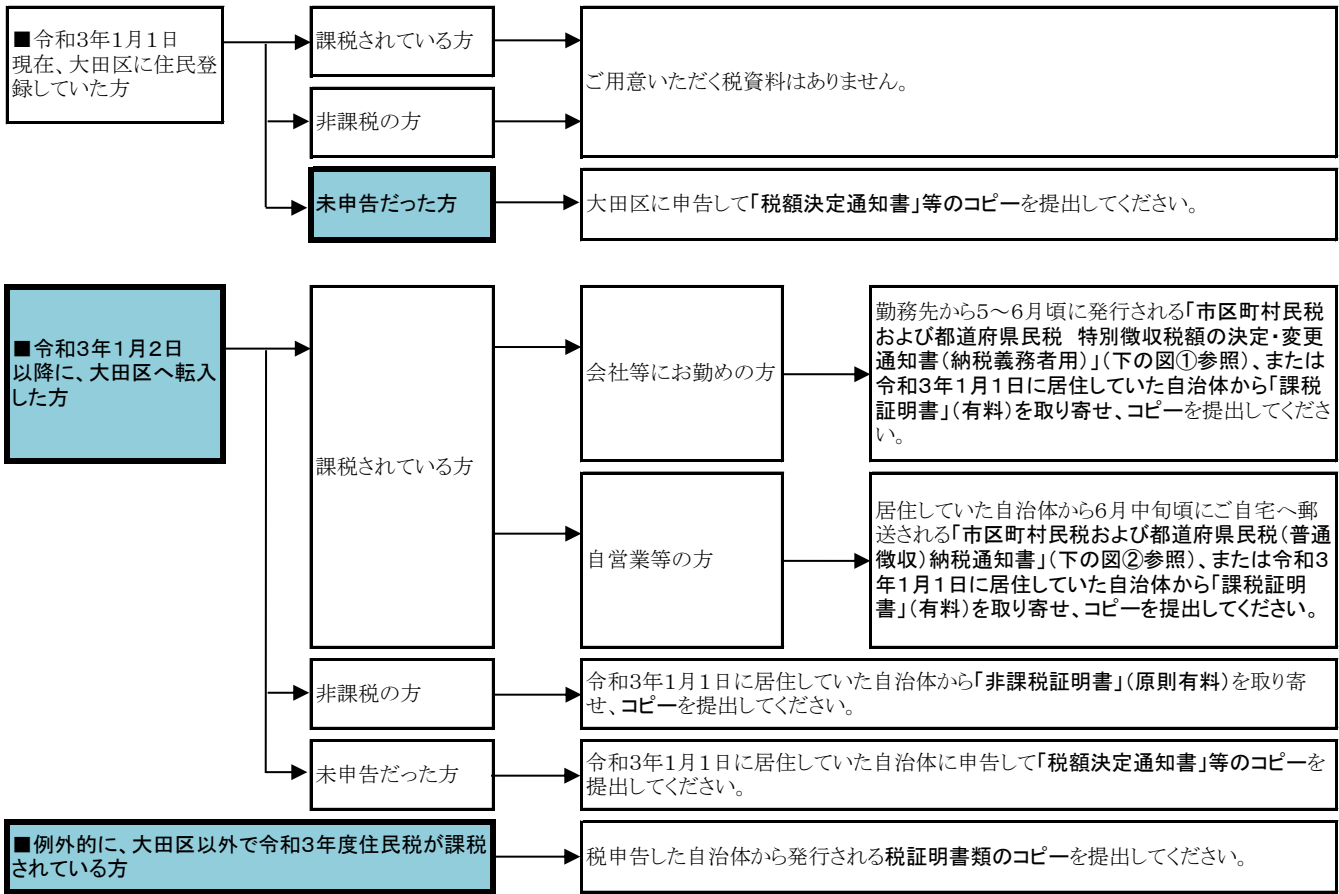 ■令和3年1月1日
現在、大田区に住民登
録していた方
課税されている方
非課税の方
ご用意いただく税資料はありません。
未申告だった方
大田区に申告して「税額決定通知書」等のコピーを提出してください。
■令和3年1月2日
以降に、大田区へ転入
した方
課税されている方
会社等にお勤めの方
勤務先から5～6月頃に発行される「市区町村民税
および都道府県民税　特別徴収税額の決定・変更
通知書(納税義務者用)」(下の図①参照)、または
令和3年1月1日に居住していた自治体から「課税
証明書」(有料)を取り寄せ、コピーを提出してくださ
い。
自営業等の方
居住していた自治体から6月中旬頃にご自宅へ郵
送される「市区町村民税および都道府県民税(普通
徴収)納税通知書」(下の図②参照)、または令和3
年1月1日に居住していた自治体から「課税証明
書」(有料)を取り寄せ、コピーを提出してください。
非課税の方
令和3年1月1日に居住していた自治体から「非課税証明書」(原則有料)を取り寄
せ、コピーを提出してください。
未申告だった方
令和3年1月1日に居住していた自治体に申告して「税額決定通知書」等のコピーを
提出してください。
■例外的に、大田区以外で令和3年度住民税が課税
されている方
税申告した自治体から発行される税証明書類のコピーを提出してください。